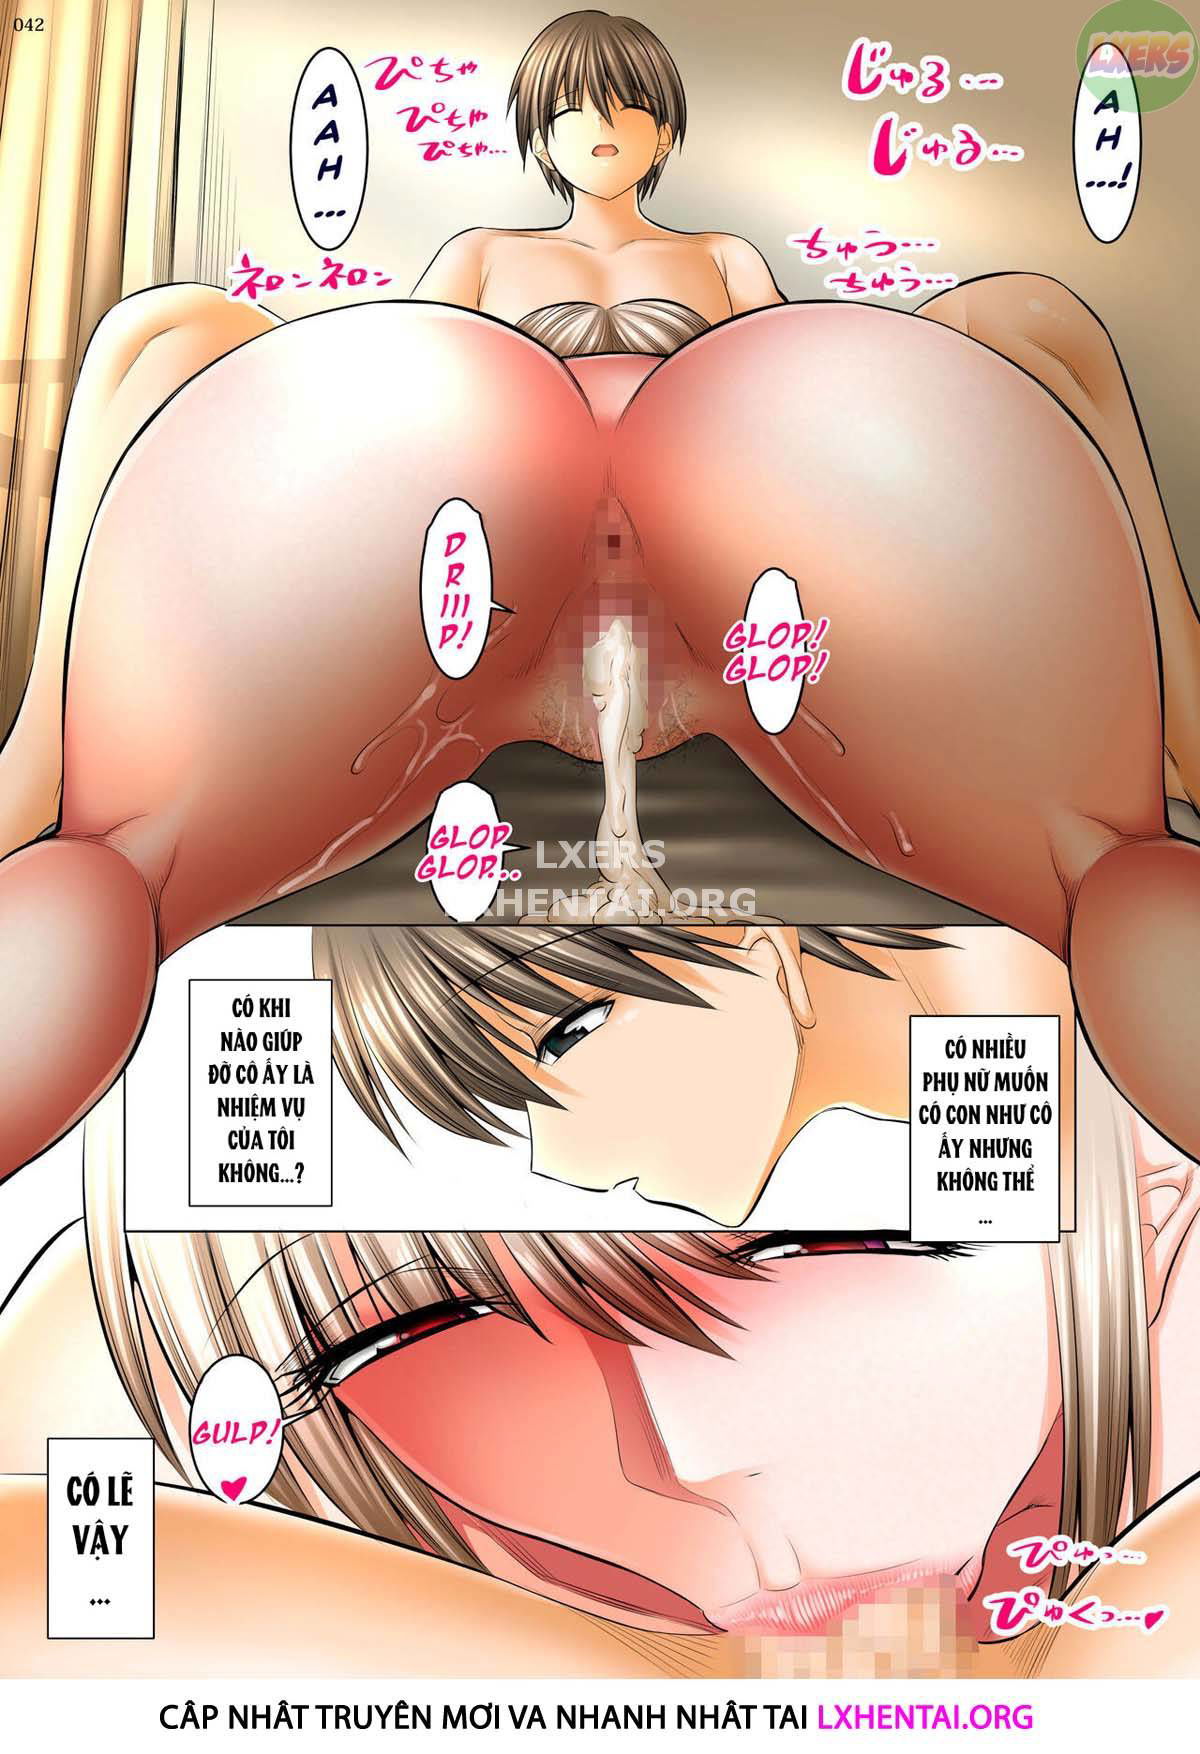 042
LXERS
AH
....!
じゅる…
じゅる…
ぴちゃ
ぴちゃ
ぴちゃ…
AAH
...
ちゅう…
ちゅう…
ネロンネロン
DRIIIP!
GLOP!
GLOP!
GLOP
GLOP...
LXERS
LXHENTAI.ORG
CÓ NHIỀU
PHỤ NỮ MUỐN
CÓ CON NHƯ CÔ
ẤY NHƯNG
KHÔNG THỂ
...
CÓ KHI
NÀO GIÚP
ĐỠ CÔ ẤY LÀ
NHIỆM VỤ
CỦA TÔI
KHÔNG...?
GULP!
♥
CÓ LẼ
VẬY
...
ぴゅっ…
ぴゅくっ…♥
CẬP NHẬT TRUYỆN MƠI VA NHANH NHẤT TAI LXHENTAI.ORG